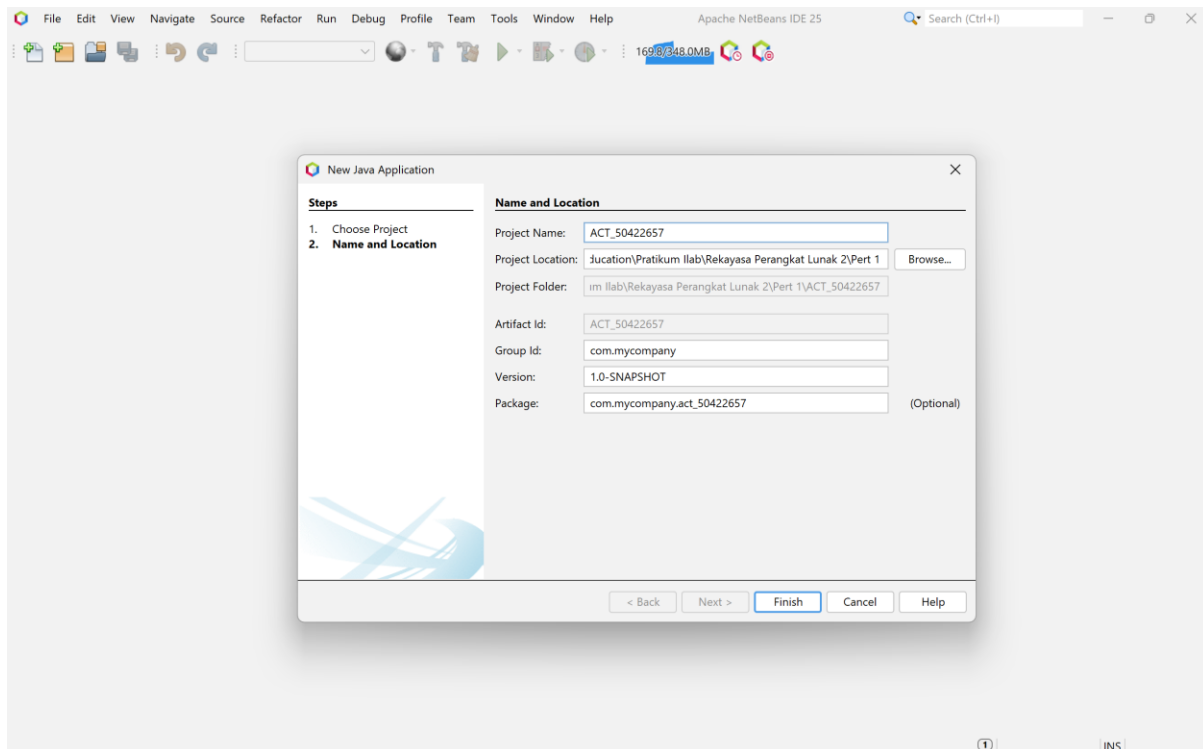 File Edit View Navigate Source Refactor Run Debug Profile Team Tools Window Help Apache NetBeans IDE 25 Search (Ctrl+I)
169.8/348.0MB
New Java Application
Steps
1. Choose Project
2. Name and Location
Name and Location
Project Name: ACT_50422657
Project Location: ducation\Pratikum Ilab\Rekayasa Perangkat Lunak 2\Pert 1 Browse...
Project Folder: ım Ilab\Rekayasa Perangkat Lunak 2\Pert 1\ACT_50422657
Artifact Id: ACT_50422657
Group Id: com.mycompany
Version: 1.0-SNAPSHOT
Package: com.mycompany.act_50422657 (Optional)
< Back Next > Finish Cancel Help
1 INS